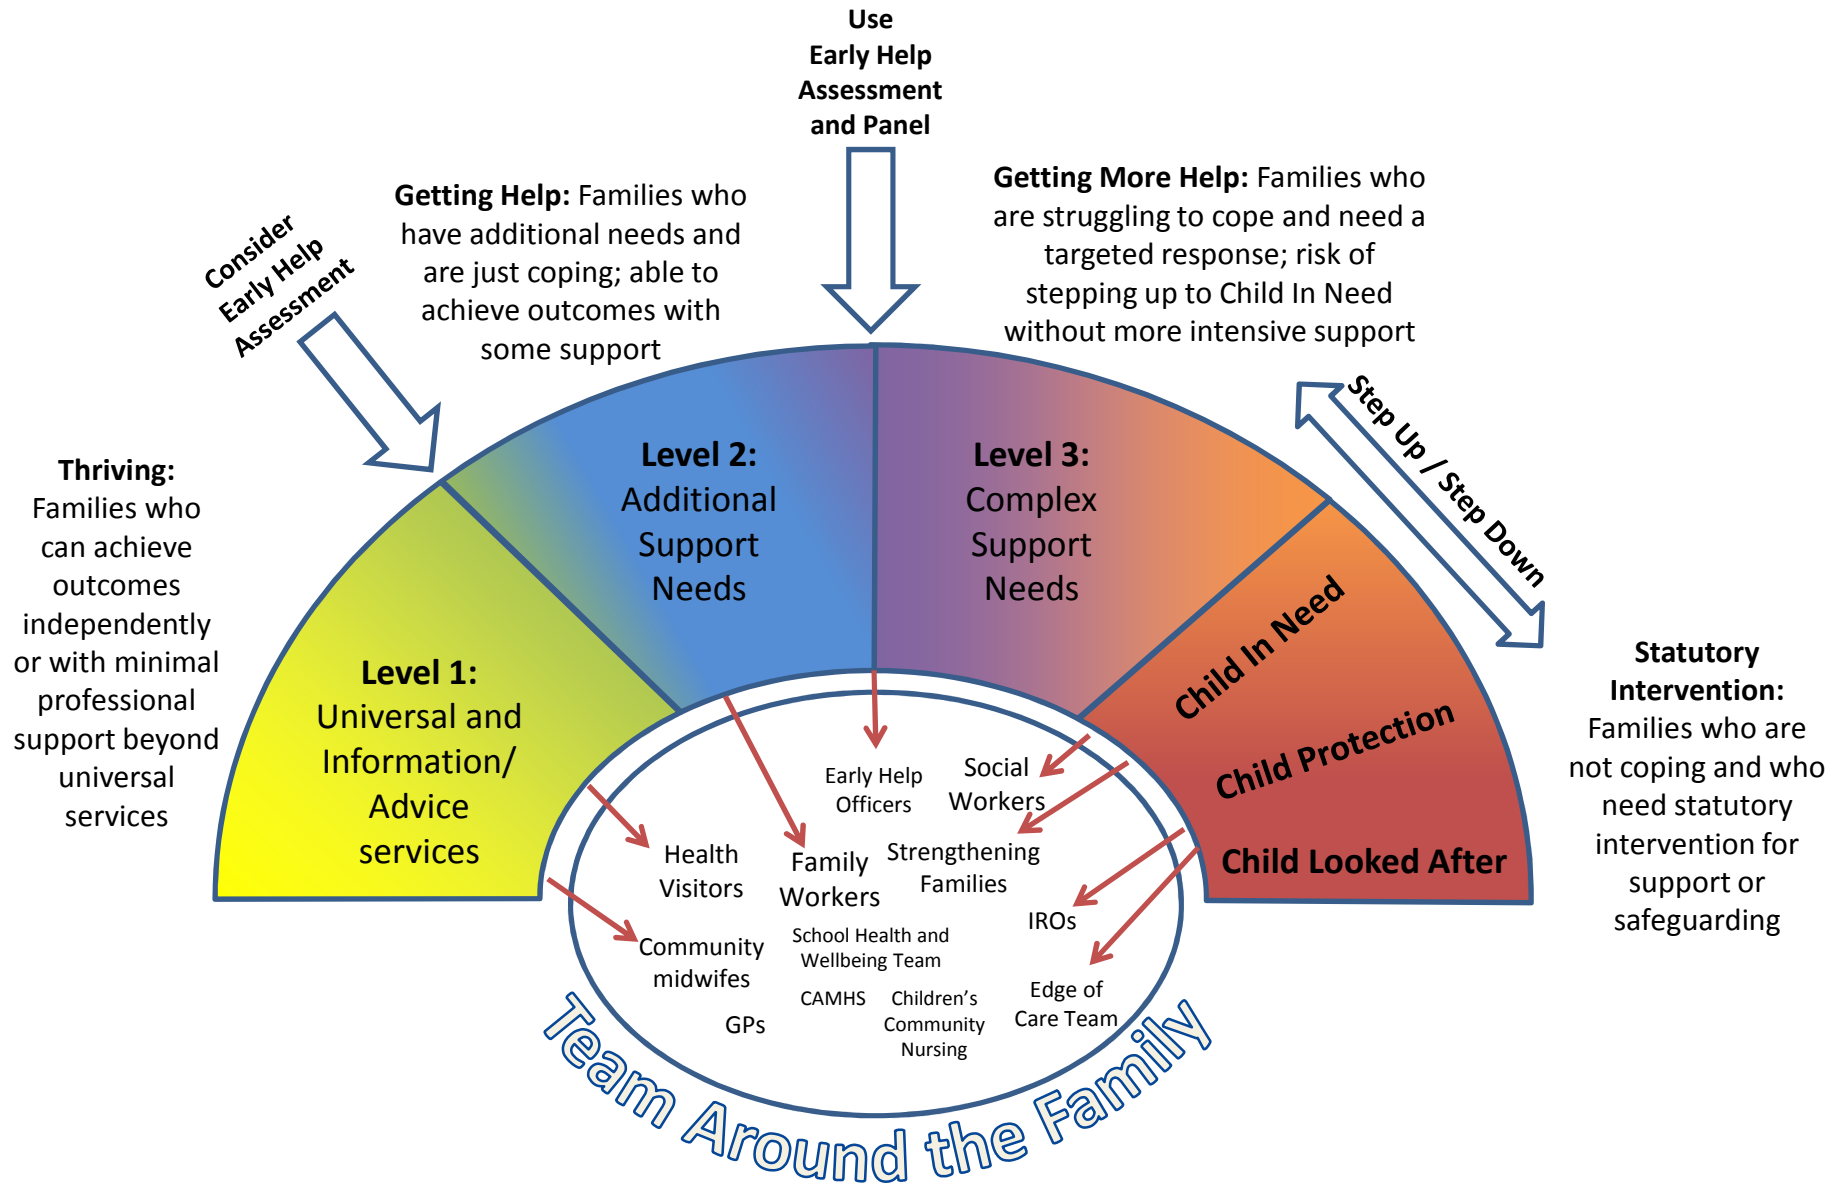 Use
Early Help
Assessment
and Panel
Consider
Early Help
Assessment
Getting Help: Families who
have additional needs and
are just coping; able to
achieve outcomes with
some support
Getting More Help: Families who
are struggling to cope and need a
targeted response; risk of
stepping up to Child In Need
without more intensive support
Step Up / Step Down
Thriving:
Families who
can achieve
outcomes
independently
or with minimal
professional
support beyond
universal
services
Level 1:
Universal and
Information/
Advice
services
Level 2:
Additional
Support
Needs
Level 3:
Complex
Support
Needs
Child In Need
Child Protection
Child Looked After
Statutory
Intervention:
Families who are
not coping and who
need statutory
intervention for
support or
safeguarding
Early Help
Officers
Social
Workers
Health
Visitors
Family
Workers
Strengthening
Families
IROs
Community
midwifes
School Health and
Wellbeing Team
CAMHS
GPs
Children's
Community
Nursing
Edge of
Care Team
Team Around the Family